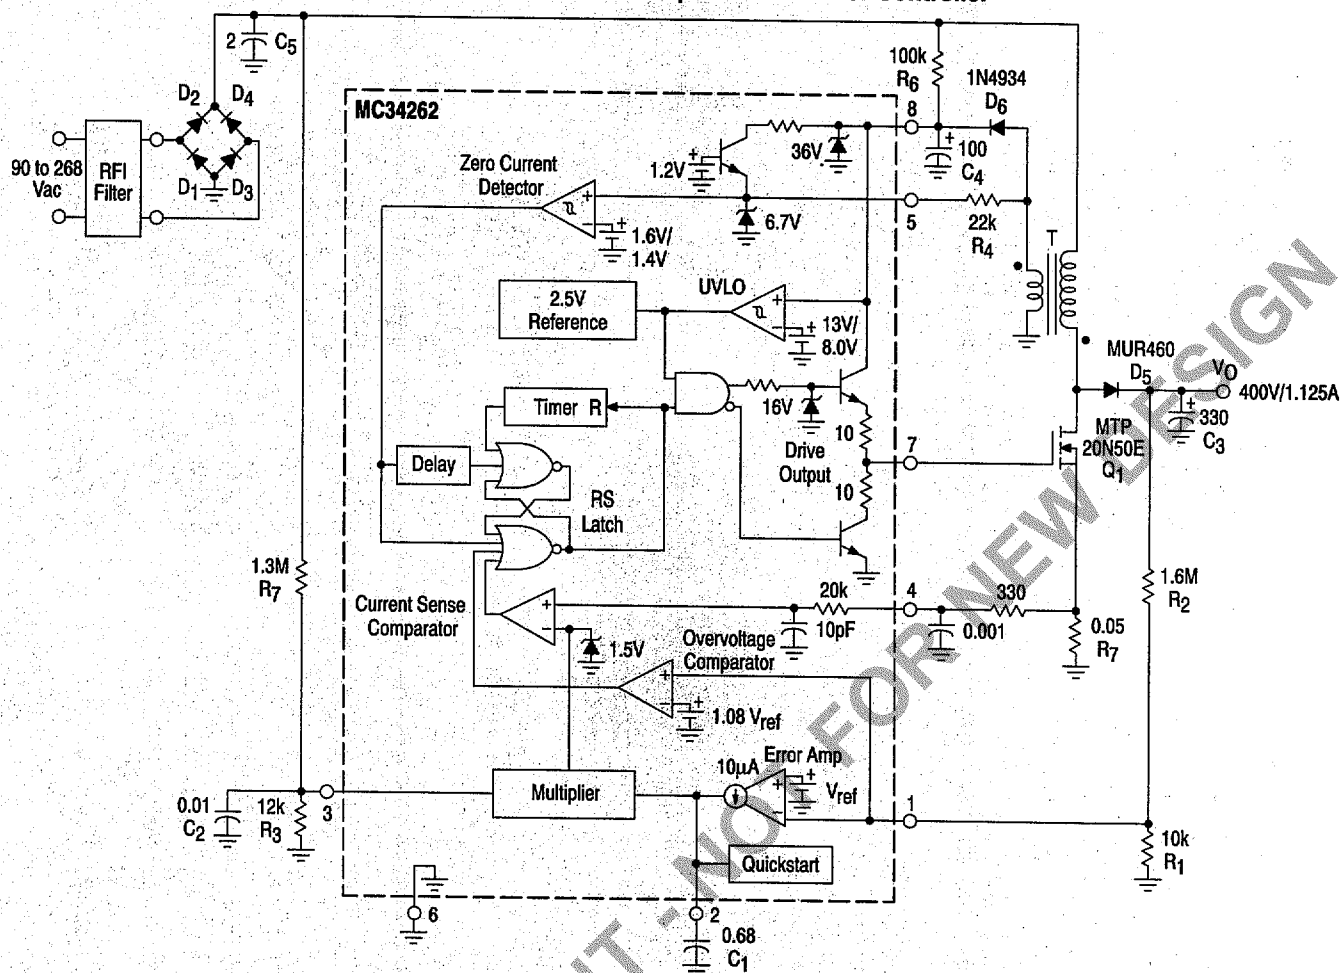 2
C5
D2
D4
D1
D3
90 to 268
Vac
RFI
Filter
MC34262
100k
R6
1N4934
D6
8
100
C4
36V
1.2V
Zero Current
Detector
6.7V
5
22k
R4
T
1.6V/
1.4V
2.5V
Reference
UVLO
13V/
8.0V
MUR460
D5
VO
400V/1.125A
330
C3
MTP
20N50E
Q1
Timer R
16V
10
Drive
Output
10
7
Delay
RS
Latch
1.3M
R7
1.6M
R2
20k
4
330
10pF
0.001
0.05
R7
Current Sense
Comparator
1.5V
Overvoltage
Comparator
1.08 Vref
Error Amp
10µA
Vref
1
Multiplier
0.01
C2
12k
R3
3
10k
R1
Quickstart
6
2
0.68
C1
NOT FOR NEW DESIGN